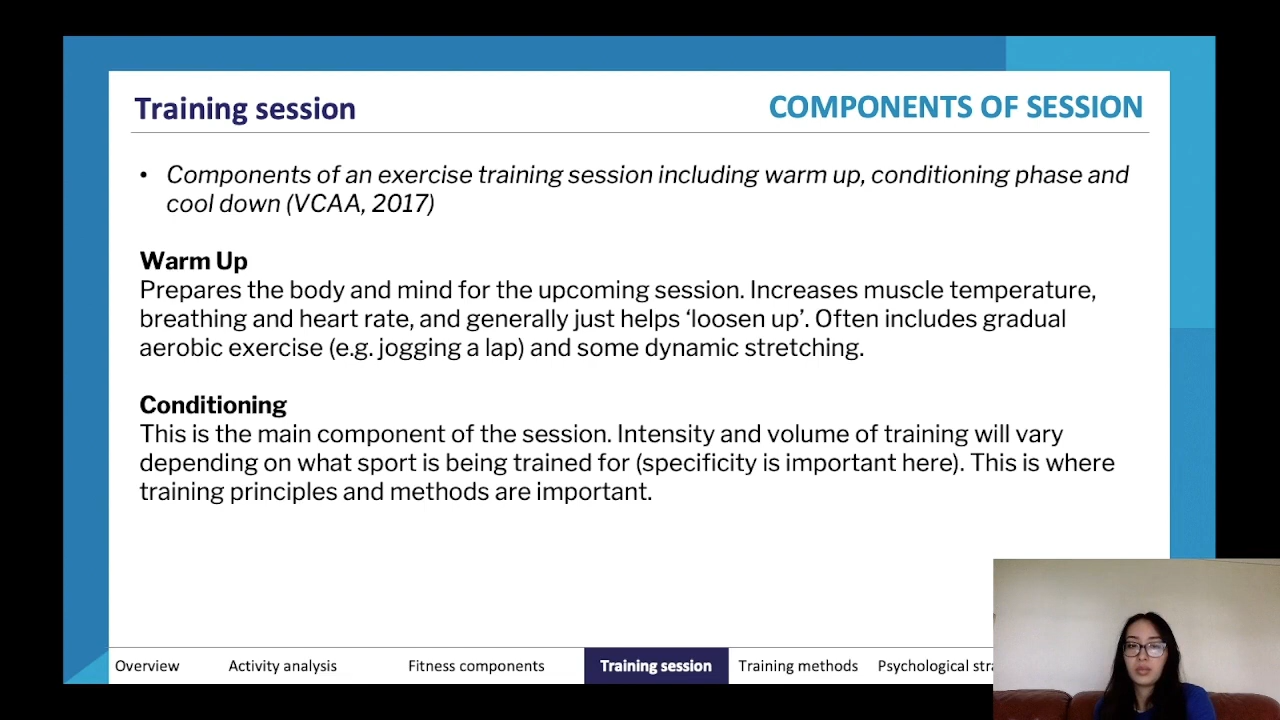 Training session
COMPONENTS OF SESSION
• Components of an exercise training session including warm up, conditioning phase and
cool down (VCAA, 2017)
Warm Up
Prepares the body and mind for the upcoming session. Increases muscle temperature,
breathing and heart rate, and generally just helps ‘loosen up’. Often includes gradual
aerobic exercise (e.g. jogging a lap) and some dynamic stretching.
Conditioning
This is the main component of the session. Intensity and volume of training will vary
depending on what sport is being trained for (specificity is important here). This is where
training principles and methods are important.
Overview
Activity analysis
Fitness components
Training session
Training methods
Psychological